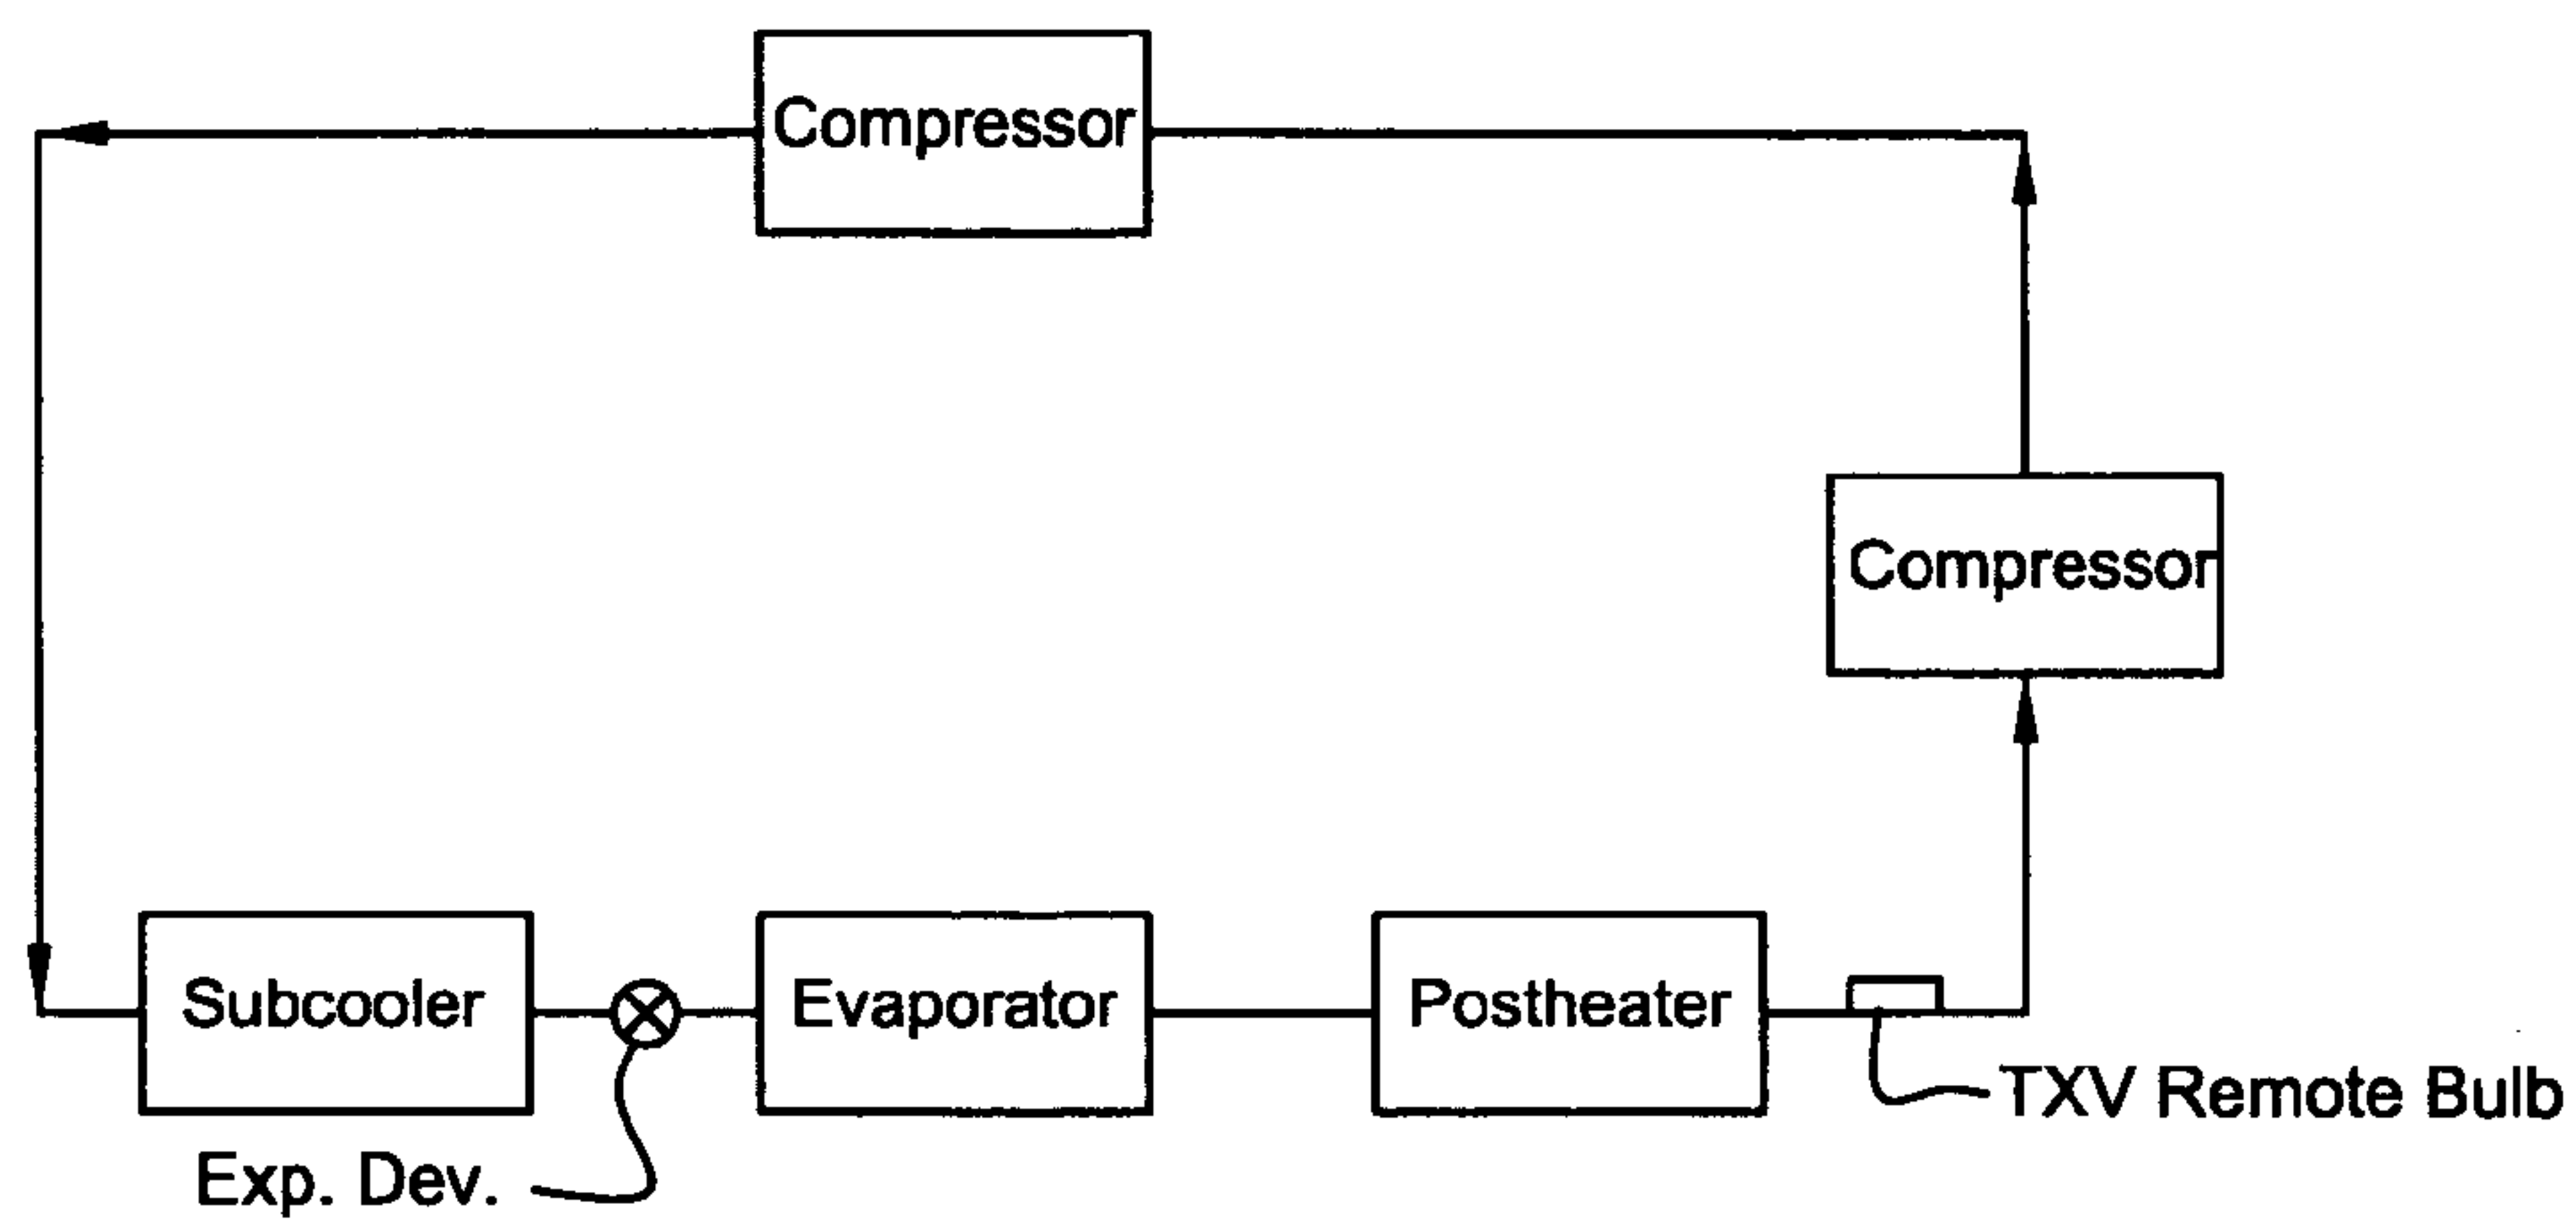 Compressor
Compressor
Subcooler
Evaporator
Postheater
TXV Remote Bulb
Exp. Dev.